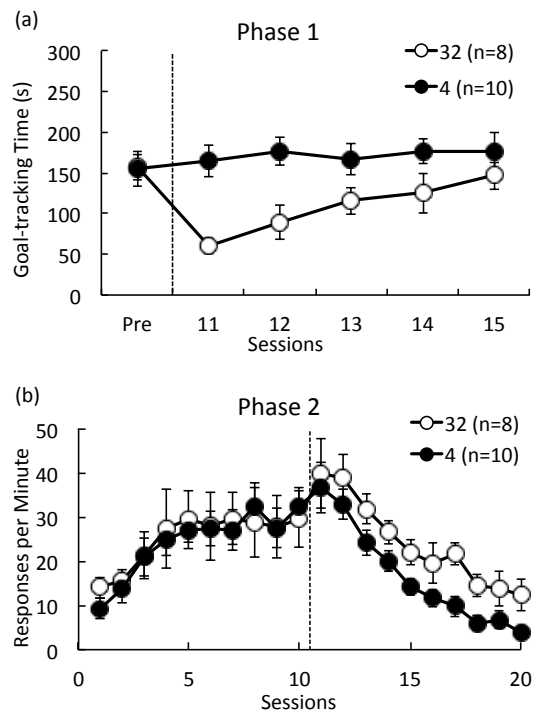 (a)
Phase 1
32 (n=8)
4 (n=10)
Goal-tracking Time (s)
300
250
200
150
100
50
0
Pre 11 12 13 14 15
Sessions
(b)
Phase 2
32 (n=8)
4 (n=10)
Responses per Minute
50
40
30
20
10
0
0 5 10 15 20
Sessions